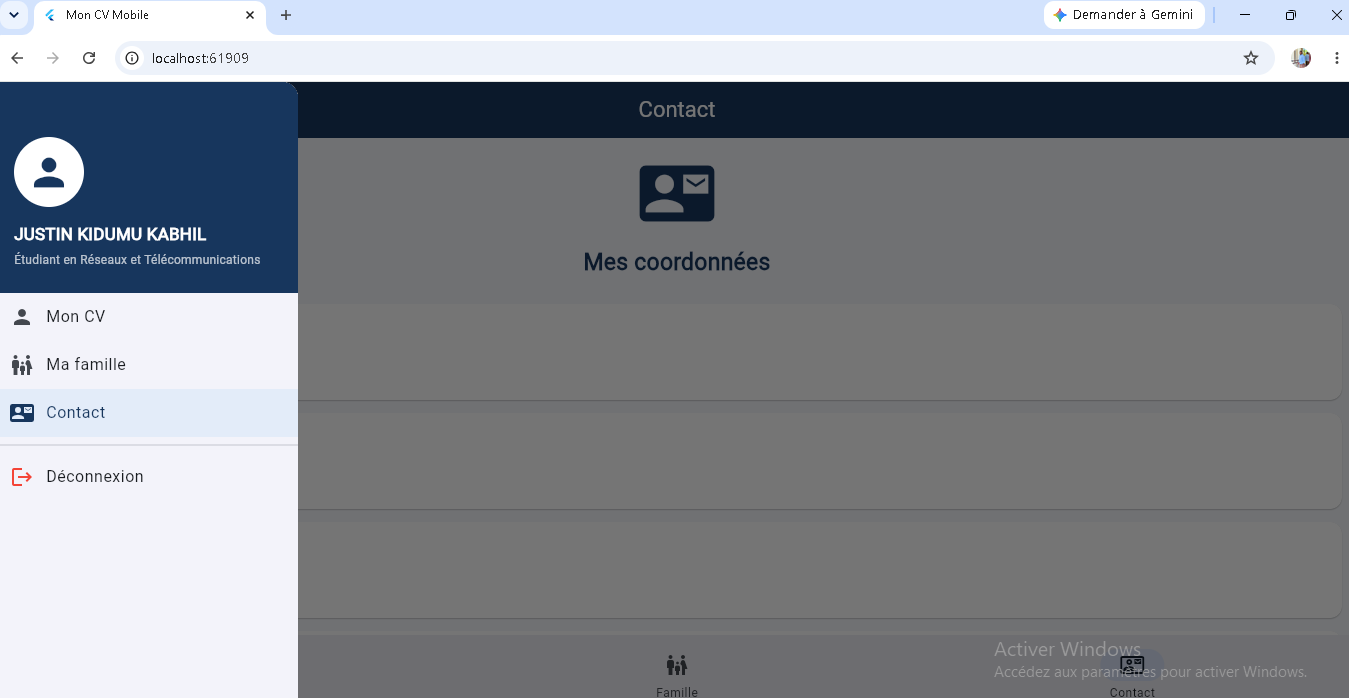 Mon CV Mobile
Demander à Gemini
localhost:61909
Contact
JUSTIN KIDUMU KABHIL
Étudiant en Réseaux et Télécommunications
Mon CV
Ma famille
Contact
Déconnexion
Mes coordonnées
Activer Windows
Accédez aux paramètres pour activer Windows.
Famille
Contact